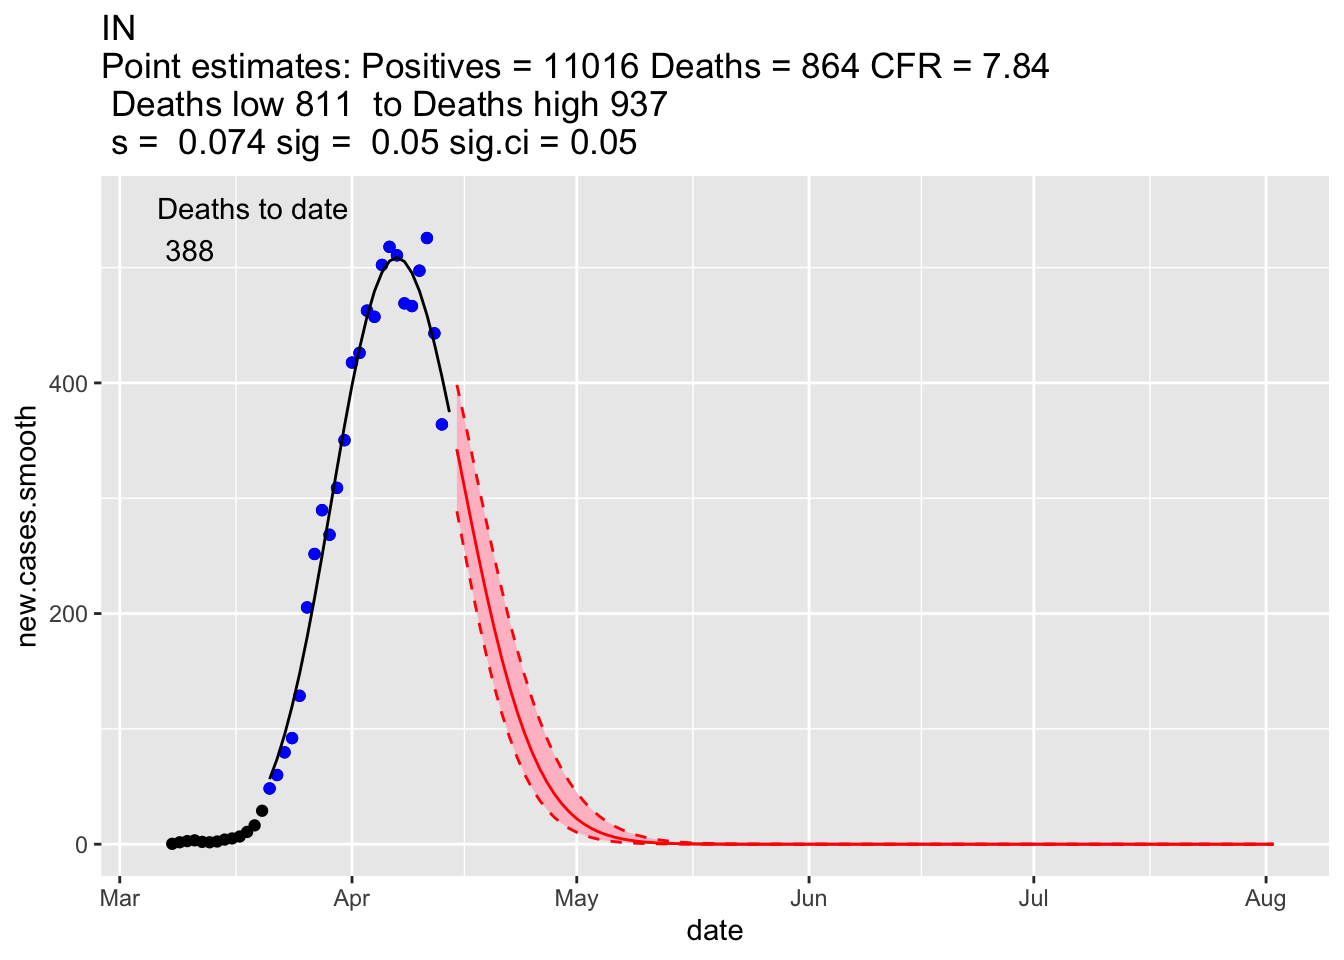 IN
Point estimates: Positives = 11016 Deaths = 864 CFR = 7.84
Deaths low 811  to Deaths high 937
s =  0.074 sig =  0.05 sig.ci = 0.05
Deaths to date
388
new.cases.smooth
400
200
0
Mar Apr May Jun Jul Aug
date